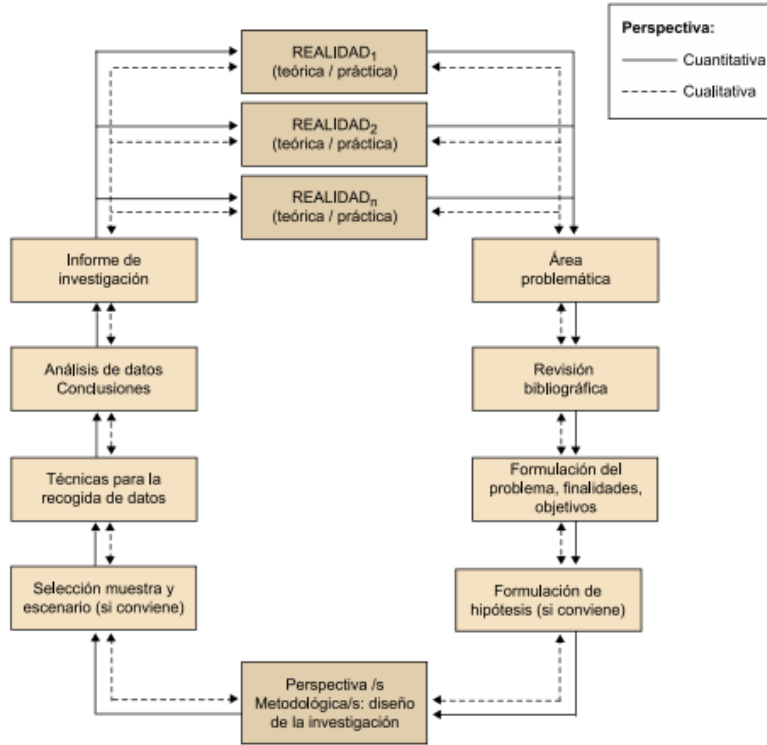 Perspectiva:
Cuantitativa
Cualitativa
REALIDAD1
(teórica / práctica)
REALIDAD2
(teórica / práctica)
REALIDADn
(teórica / práctica)
Informe de
investigación
Área
problemática
Análisis de datos
Conclusiones
Revisión
bibliográfica
Técnicas para la
recogida de datos
Formulación del
problema, finalidades,
objetivos
Selección muestra y
escenario (si conviene)
Formulación de
hipótesis (si conviene)
Perspectiva /s
Metodológica/s: diseño
de la investigación